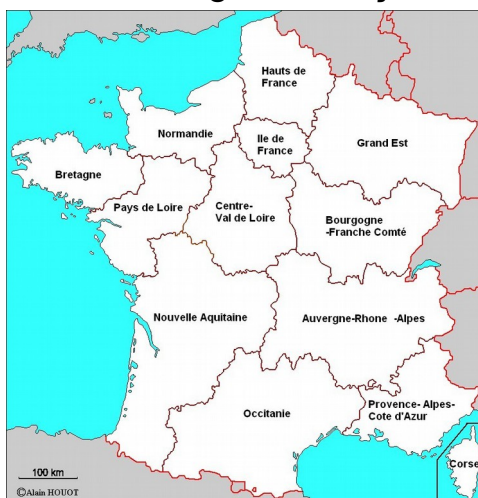 Hauts de
France
Normandie
Ile de
France
Grand Est
Bretagne
Pays de Loire
Centre-
Val de Loire
Bourgogne
-Franche Comté
Nouvelle Aquitaine
Auvergne-Rhone -Alpes
Occitanie
Provence- Alpes-
Cote d'Azur
Corse
100 km
©Alain HOUOT